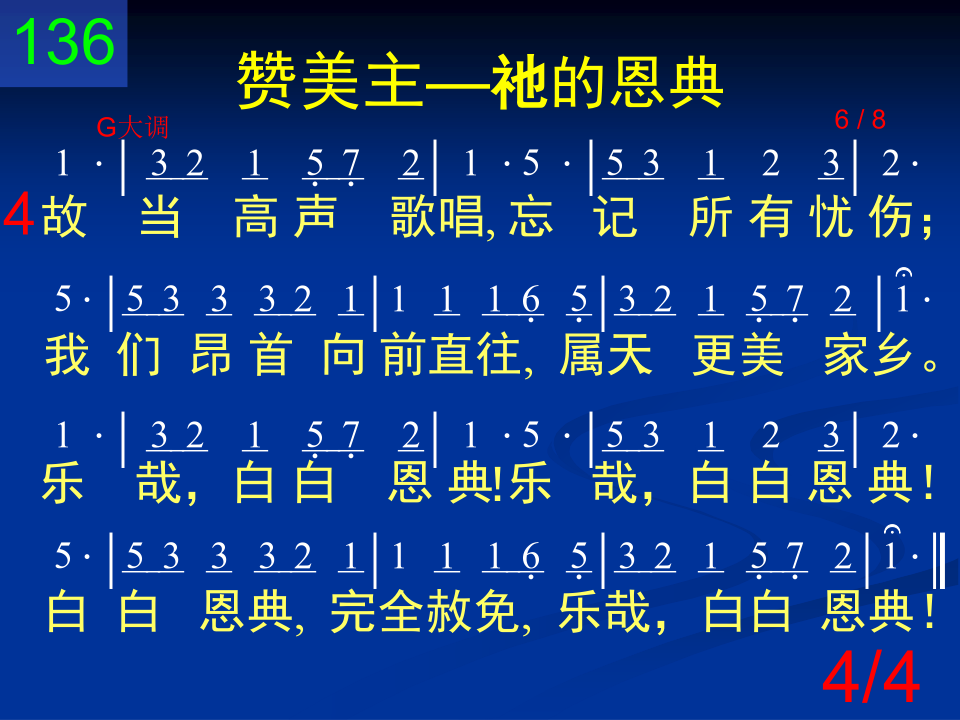 136
赞美主—祂的恩典
G大调
6 / 8
1 · | 3 2 1 5̣ 7̣ 2 | 1 · 5 · | 5 3 1 2 3 | 2 ·
4 故 当 高 声 歌唱, 忘 记 所 有 忧 伤；
5 · | 5 3 3 3 2 1 | 1 1 1 6̣ 5̣ | 3 2 1 5̣ 7̣ 2 | 1 ·
我 们 昂 首 向 前直往, 属天 更美 家乡。
1 · | 3 2 1 5̣ 7̣ 2 | 1 · 5 · | 5 3 1 2 3 | 2 ·
乐 哉，白 白 恩 典!乐 哉，白 白 恩 典！
5 · | 5 3 3 3 2 1 | 1 1 1 6̣ 5̣ | 3 2 1 5̣ 7̣ 2 | 1 · ‖
白 白 恩典, 完全赦免, 乐哉，白白 恩典！
4/4